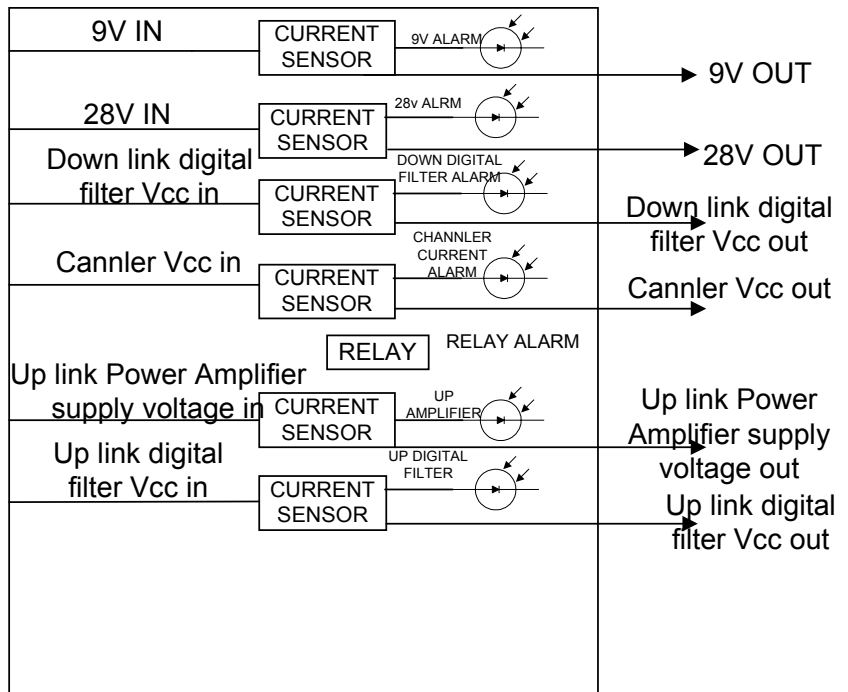 9V IN
CURRENT
SENSOR
9V ALARM
9V OUT
28V IN
CURRENT
SENSOR
28v ALRM
28V OUT
Down link digital
filter Vcc in
CURRENT
SENSOR
DOWN DIGITAL
FILTER ALARM
Down link digital
filter Vcc out
Cannler Vcc in
CURRENT
SENSOR
CHANNLER
CURRENT
ALARM
Cannler Vcc out
RELAY
RELAY ALARM
Up link Power Amplifier
supply voltage in
CURRENT
SENSOR
UP
AMPLIFIER
Up link Power
Amplifier supply
voltage out
Up link digital
filter Vcc in
CURRENT
SENSOR
UP DIGITAL
FILTER
Up link digital
filter Vcc out